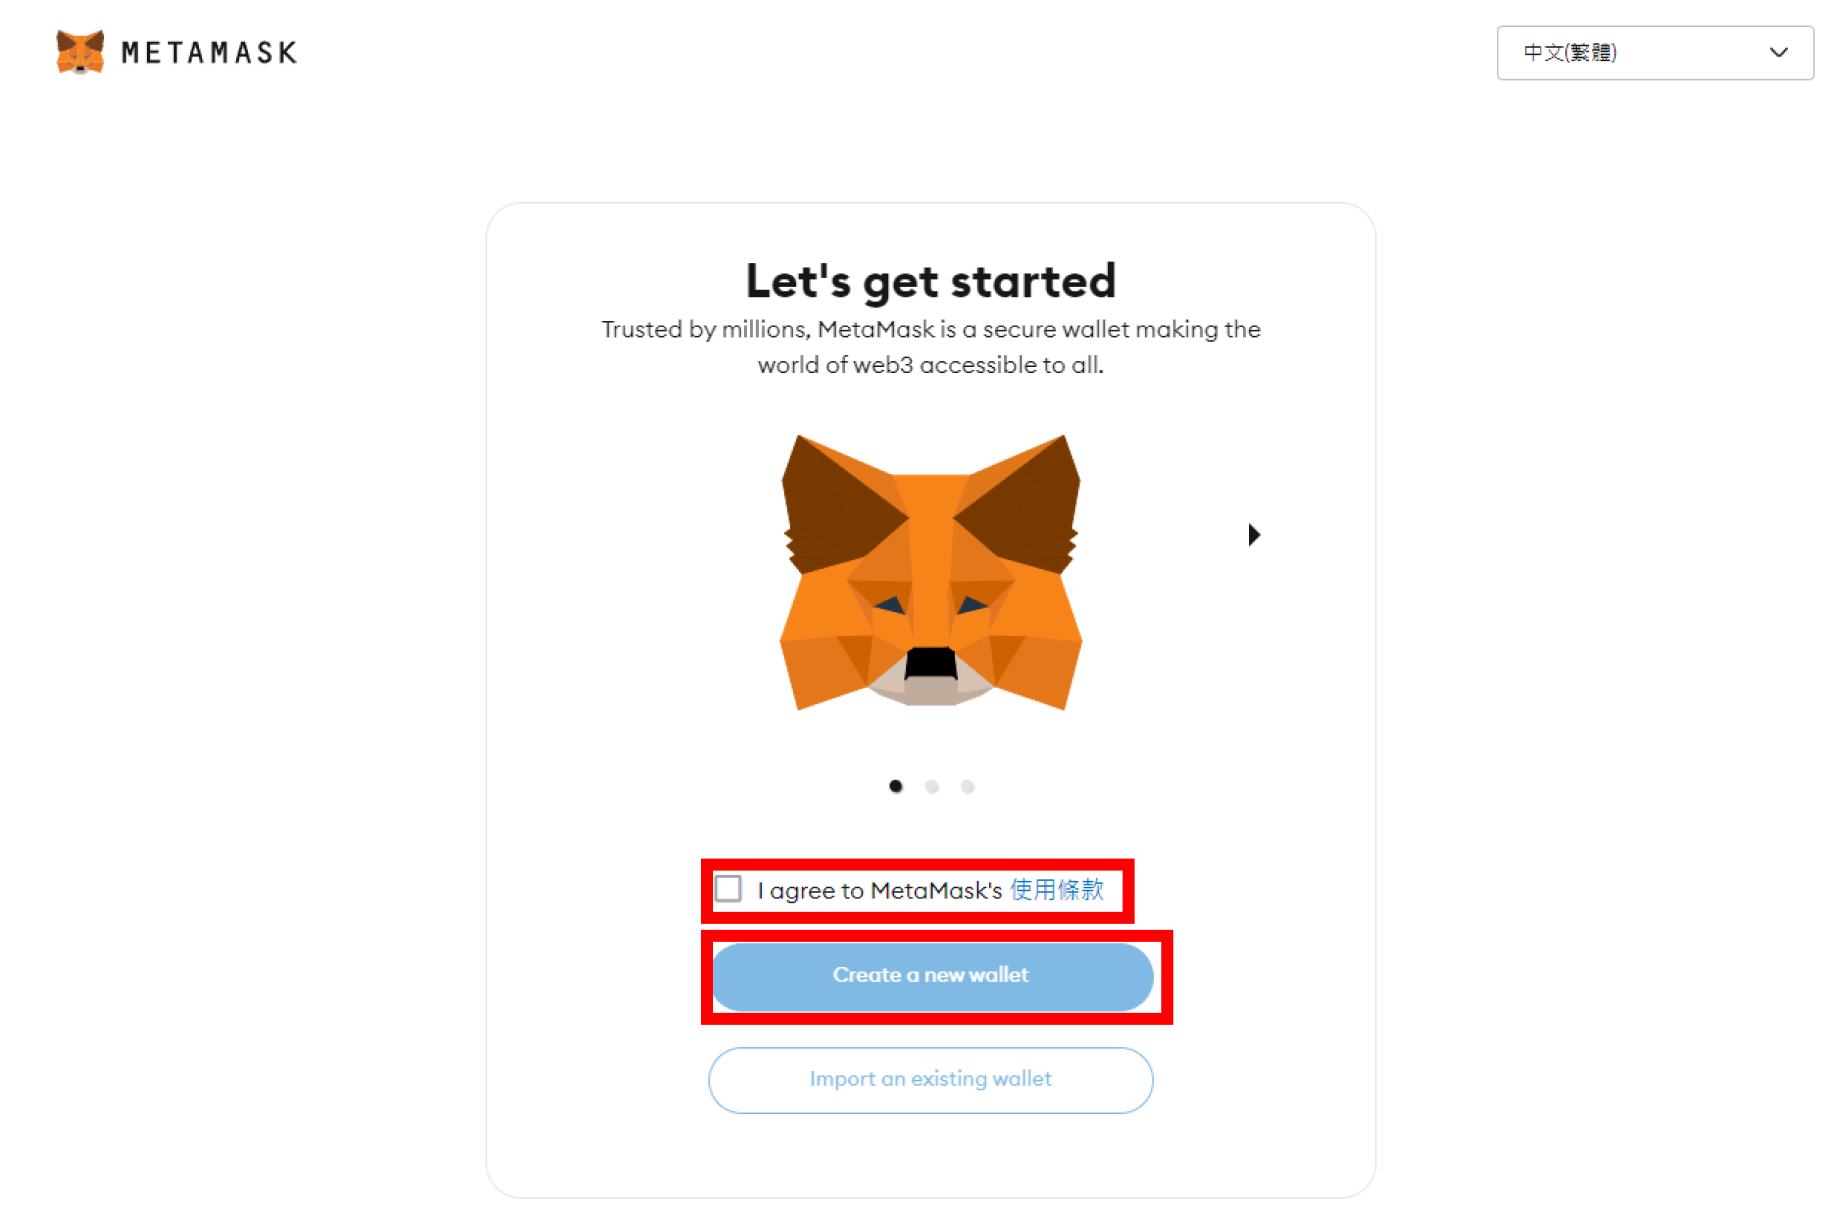 METAMASK
中文(繁體)
Let's get started
Trusted by millions, MetaMask is a secure wallet making the
world of web3 accessible to all.
I agree to MetaMask's 使用條款
Create a new wallet
Import an existing wallet